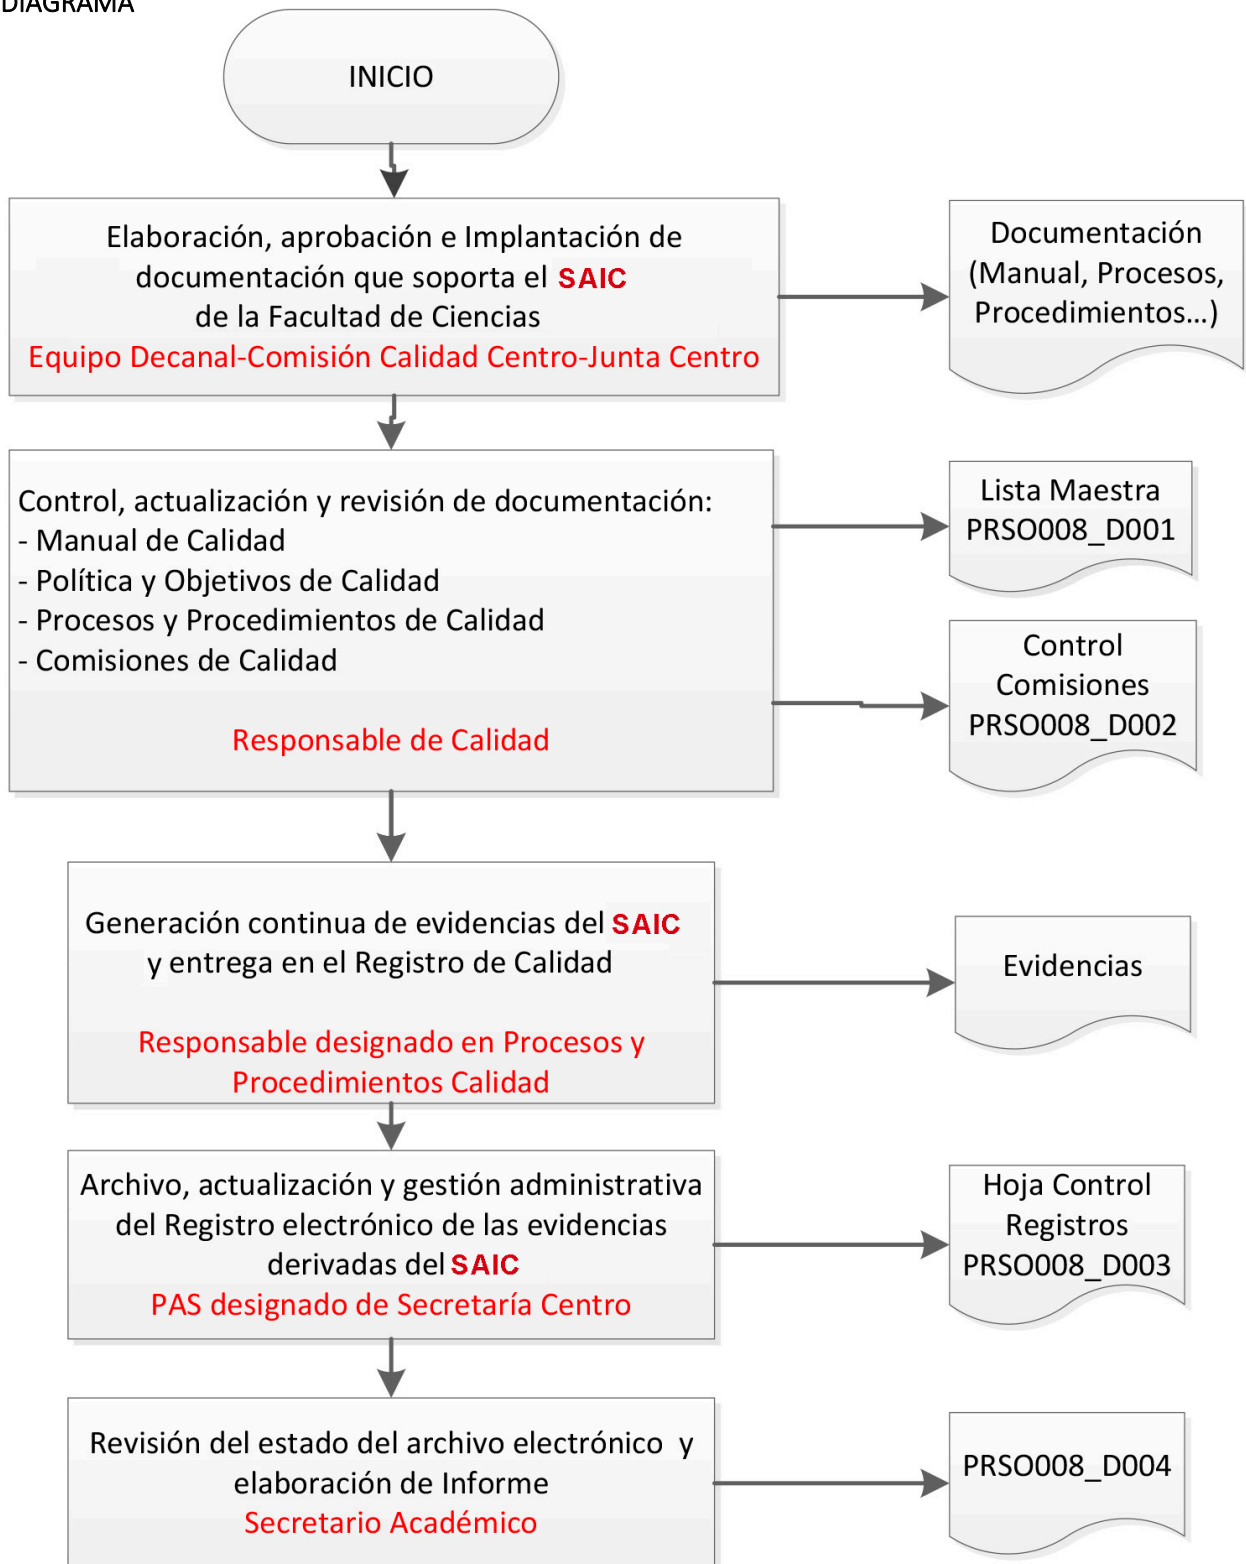 DIAGRAMA
INICIO
Elaboración, aprobación e Implantación de
documentación que soporta el SAIC
de la Facultad de Ciencias
Equipo Decanal-Comisión Calidad Centro-Junta Centro
Documentación
(Manual, Procesos,
Procedimientos...)
Control, actualización y revisión de documentación:
- Manual de Calidad
- Política y Objetivos de Calidad
- Procesos y Procedimientos de Calidad
- Comisiones de Calidad
Responsable de Calidad
Lista Maestra
PRSO008_D001
Control
Comisiones
PRSO008_D002
Generación continua de evidencias del SAIC
y entrega en el Registro de Calidad
Responsable designado en Procesos y
Procedimientos Calidad
Evidencias
Archivo, actualización y gestión administrativa
del Registro electrónico de las evidencias
derivadas del SAIC
PAS designado de Secretaría Centro
Hoja Control
Registros
PRSO008_D003
Revisión del estado del archivo electrónico y
elaboración de Informe
Secretario Académico
PRSO008_D004